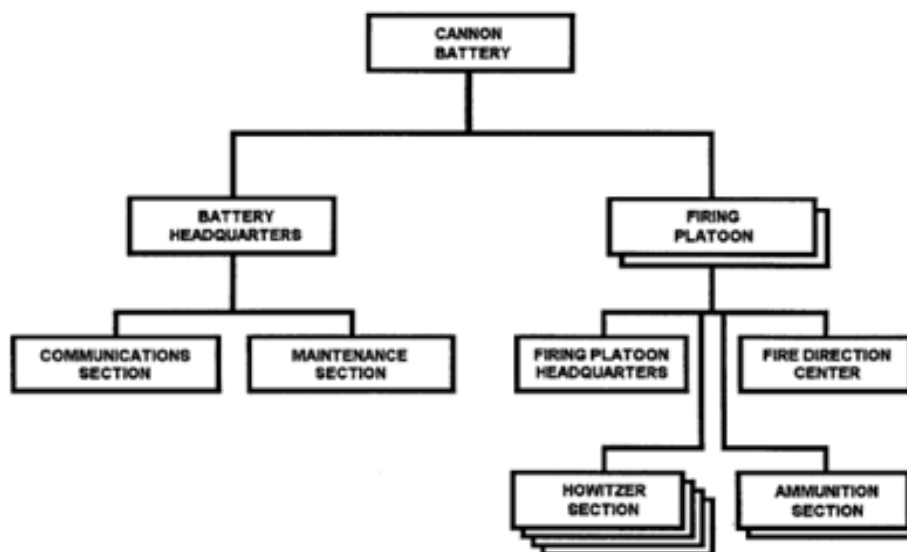 CANNON
BATTERY
BATTERY
HEADQUARTERS
FIRING
PLATOON
COMMUNICATIONS
SECTION
MAINTENANCE
SECTION
FIRING PLATOON
HEADQUARTERS
FIRE DIRECTION
CENTER
HOWITZER
SECTION
AMMUNITION
SECTION